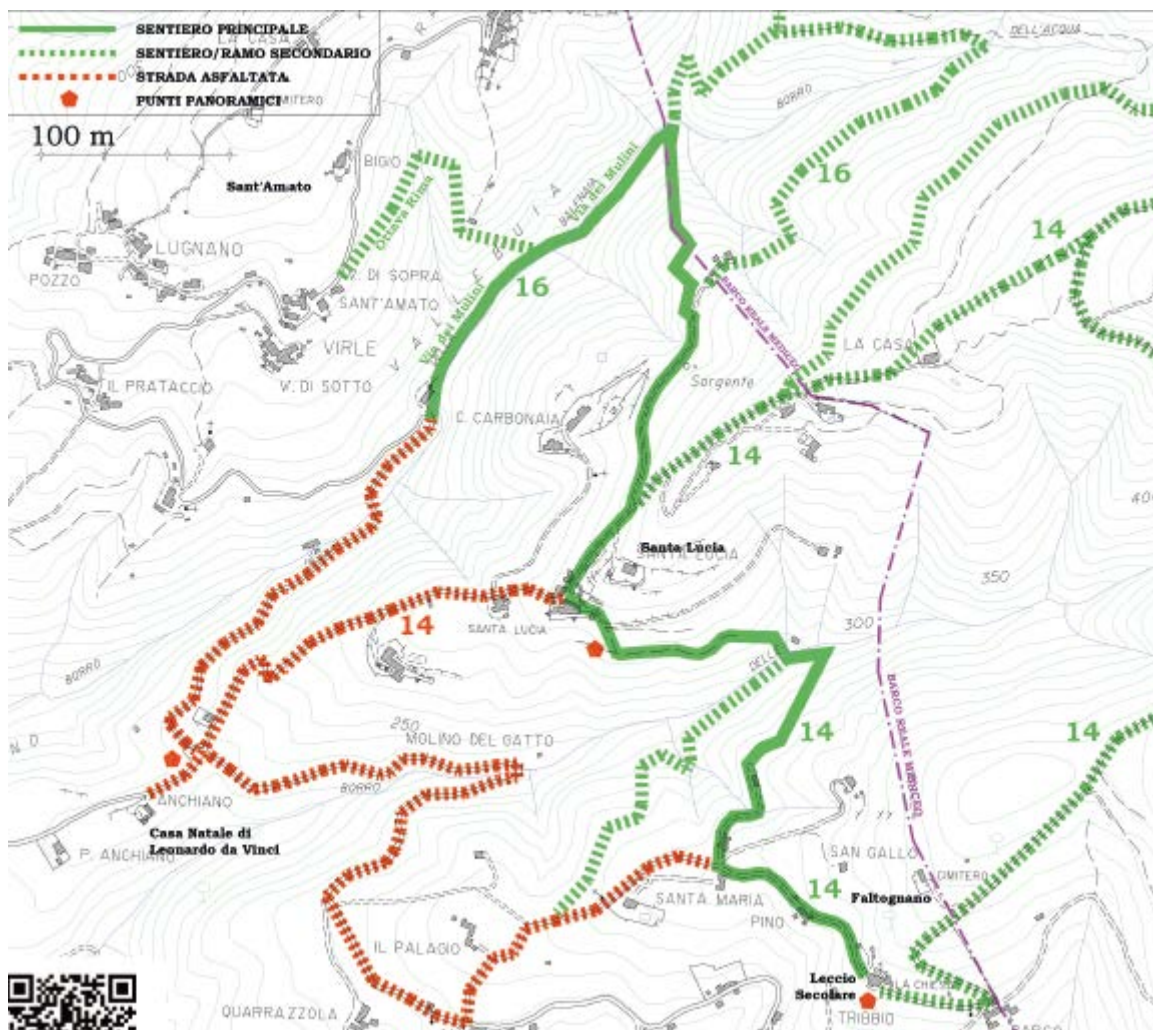 SENTIERO PRINCIPALE
SENTIERO/RAMO SECONDARIO
STRADA ASFALTATA
PUNTI PANORAMICI
100 m
DELL'ACQUA
BORRO
BIGIO
Sant'Amato
Ottava Rima
Via dei Mulini
16
14
LUGNANO
POZZO
V. DI SOPRA
SANT'AMATO
16
Via dei Mulini
VALLEBUIA
BALENAIA
VIRLE
V. DI SOTTO
IL PRATACCIO
BARCO REALE MEDICEO
LA CASA
Sorgente
C. CARBONAIA
14
Santa Lucia
SANTA LUCIA
350
300
SANTA LUCIA
14
DELL
BORRO
250
MOLINO DEL GATTO
14
14
BARCO REALE MEDICEO
BORRO
ANCHIANO
Casa Natale di
Leonardo da Vinci
P. ANCHIANO
SAN GALLO
CIMITERO
Faltognano
14
SANTA MARIA
PINO
IL PALAGIO
Leccio
Secolare
LA CHIESA
QUARRAZZOLA
TRIBBIO
BARCO